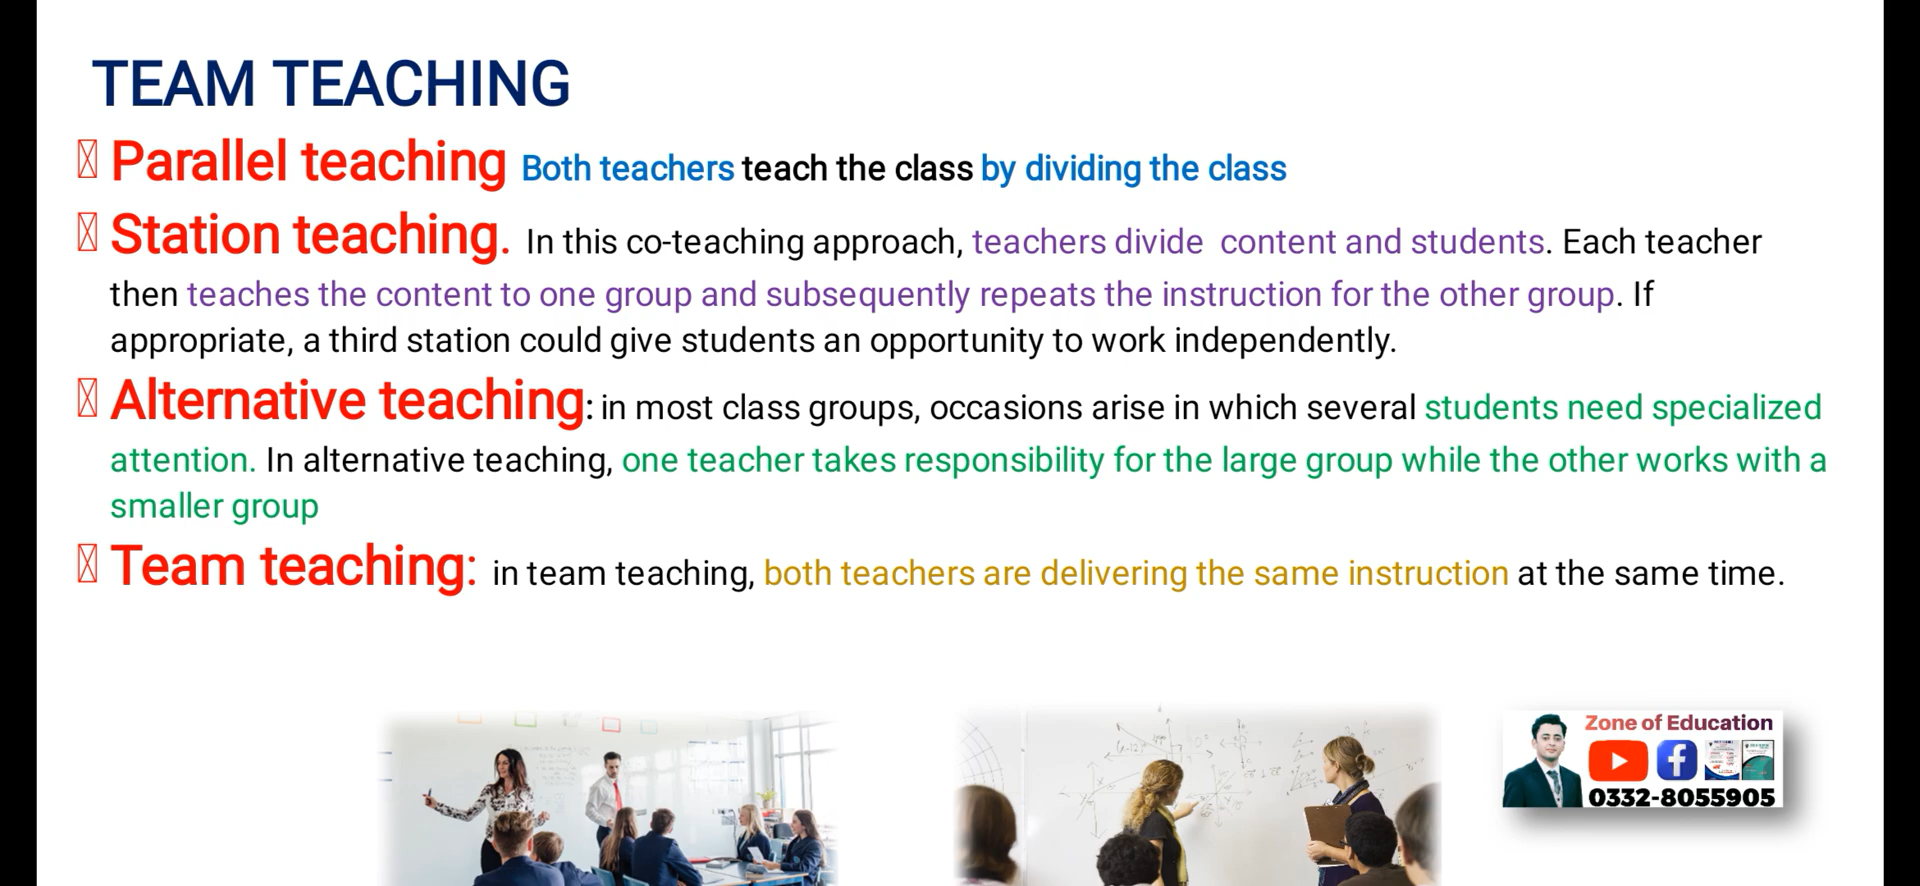 TEAM TEACHING
Parallel teaching Both teachers teach the class by dividing the class
Station teaching. In this co-teaching approach, teachers divide content and students. Each teacher
then teaches the content to one group and subsequently repeats the instruction for the other group. If
appropriate, a third station could give students an opportunity to work independently.
Alternative teaching: in most class groups, occasions arise in which several students need specialized
attention. In alternative teaching, one teacher takes responsibility for the large group while the other works with a
smaller group
Team teaching: in team teaching, both teachers are delivering the same instruction at the same time.
Zone of Education
0332-8055905